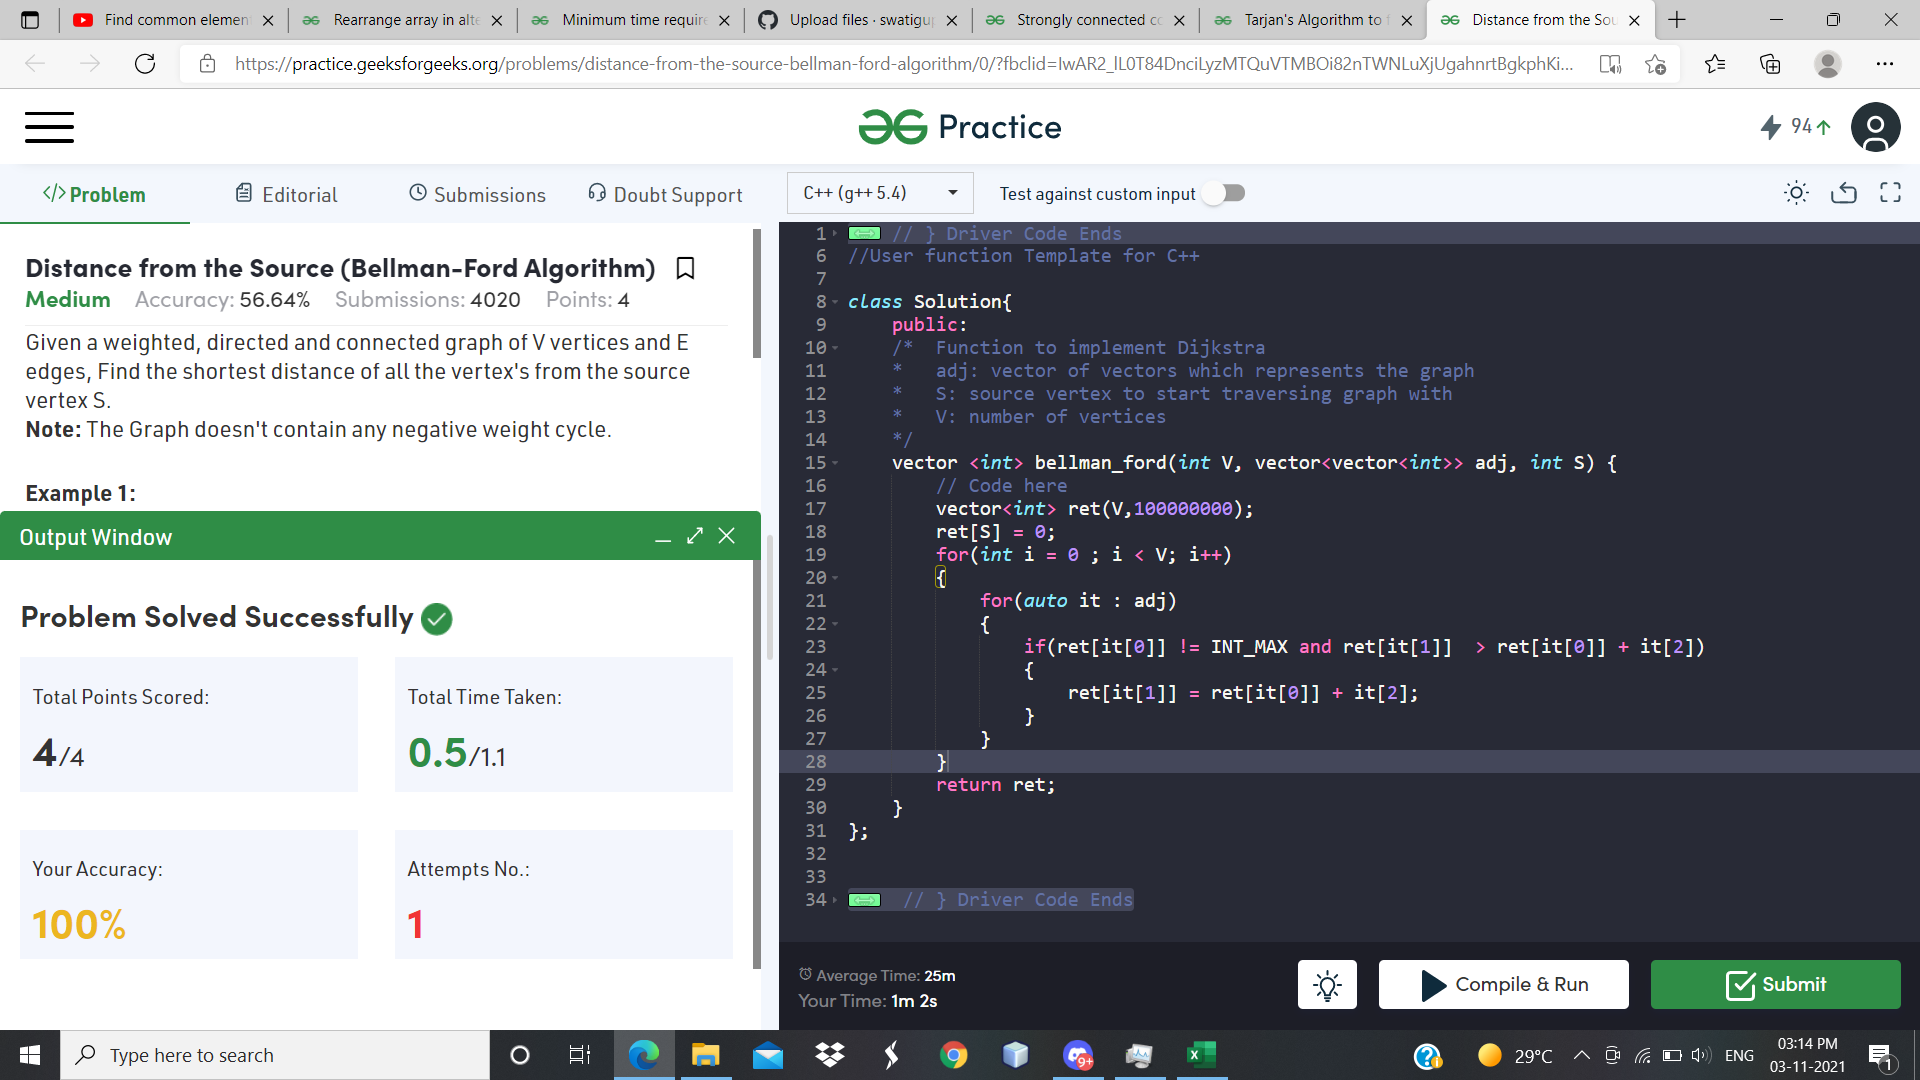 Find common elemen
Rearrange array in alte
Minimum time require
Upload files · swatigup
Strongly connected co
Tarjan's Algorithm to f
Distance from the Sou
https://practice.geeksforgeeks.org/problems/distance-from-the-source-bellman-ford-algorithm/0/?fbclid=IwAR2_lL0T84DnciLyzMTQuVTMBOi82nTWNLuXjUgahnrtBgkphKi...
Practice
94
</>Problem
Editorial
Submissions
Doubt Support
C++ (g++ 5.4)
Test against custom input
Distance from the Source (Bellman-Ford Algorithm)
Medium Accuracy: 56.64% Submissions: 4020 Points: 4
Given a weighted, directed and connected graph of V vertices and E
edges, Find the shortest distance of all the vertex's from the source
vertex S.
Note: The Graph doesn't contain any negative weight cycle.
Example 1:
Output Window
Problem Solved Successfully
Total Points Scored:
4/4
Total Time Taken:
0.5/1.1
Your Accuracy:
100%
Attempts No.:
1
1 // } Driver Code Ends
6 //User function Template for C++
7
8 class Solution{
9 public:
10 /* Function to implement Dijkstra
11 * adj: vector of vectors which represents the graph
12 * S: source vertex to start traversing graph with
13 * V: number of vertices
14 */
15 vector <int> bellman_ford(int V, vector<vector<int>> adj, int S) {
16 // Code here
17 vector<int> ret(V,100000000);
18 ret[S] = 0;
19 for(int i = 0 ; i < V; i++)
20 {
21 for(auto it : adj)
22 {
23 if(ret[it[0]] != INT_MAX and ret[it[1]] > ret[it[0]] + it[2])
24 {
25 ret[it[1]] = ret[it[0]] + it[2];
26 }
27 }
28 }
29 return ret;
30 }
31 };
32
33
34 // } Driver Code Ends
Average Time: 25m
Your Time: 1m 2s
Compile & Run
Submit
Type here to search
9+
29°C
ENG
03:14 PM
03-11-2021
1